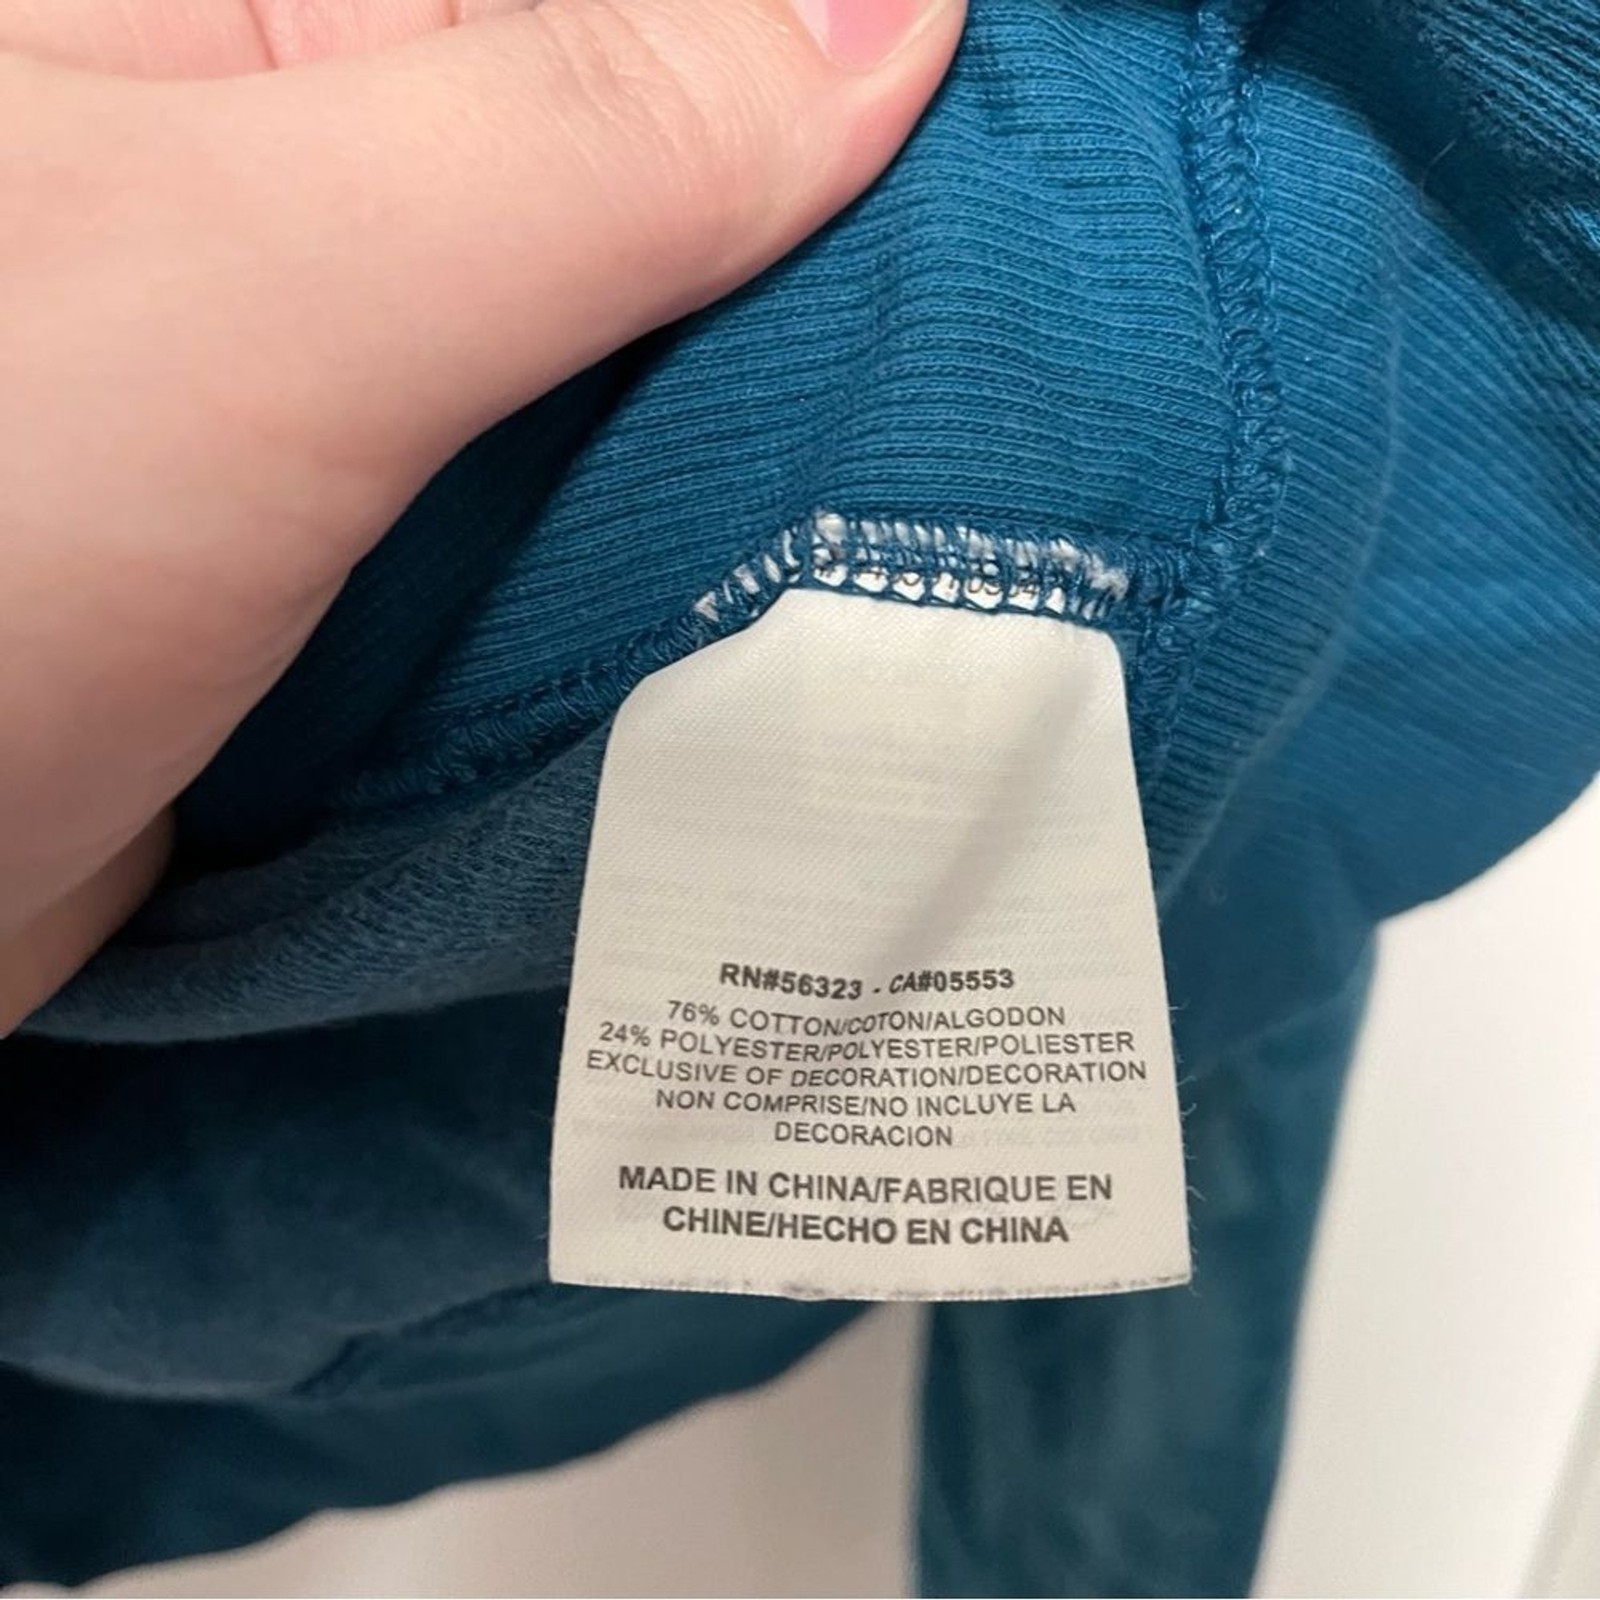 RN#56323 - CA#05553
76% COTTON/COTON/ALGODON
24% POLYESTER/POLYESTER/POLIESTER
EXCLUSIVE OF DECORATION/DECORATION
NON COMPRISE/NO INCLUYE LA
DECORACION
MADE IN CHINA/FABRIQUE EN
CHINE/HECHO EN CHINA